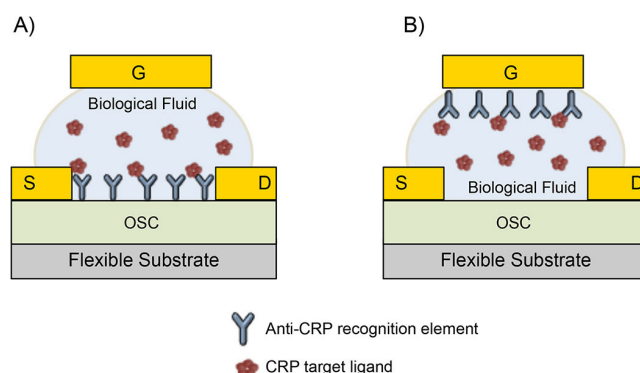 A)
G
Biological Fluid
S
D
OSC
Flexible Substrate
B)
G
S
D
Biological Fluid
OSC
Flexible Substrate
Anti-CRP recognition element
CRP target ligand